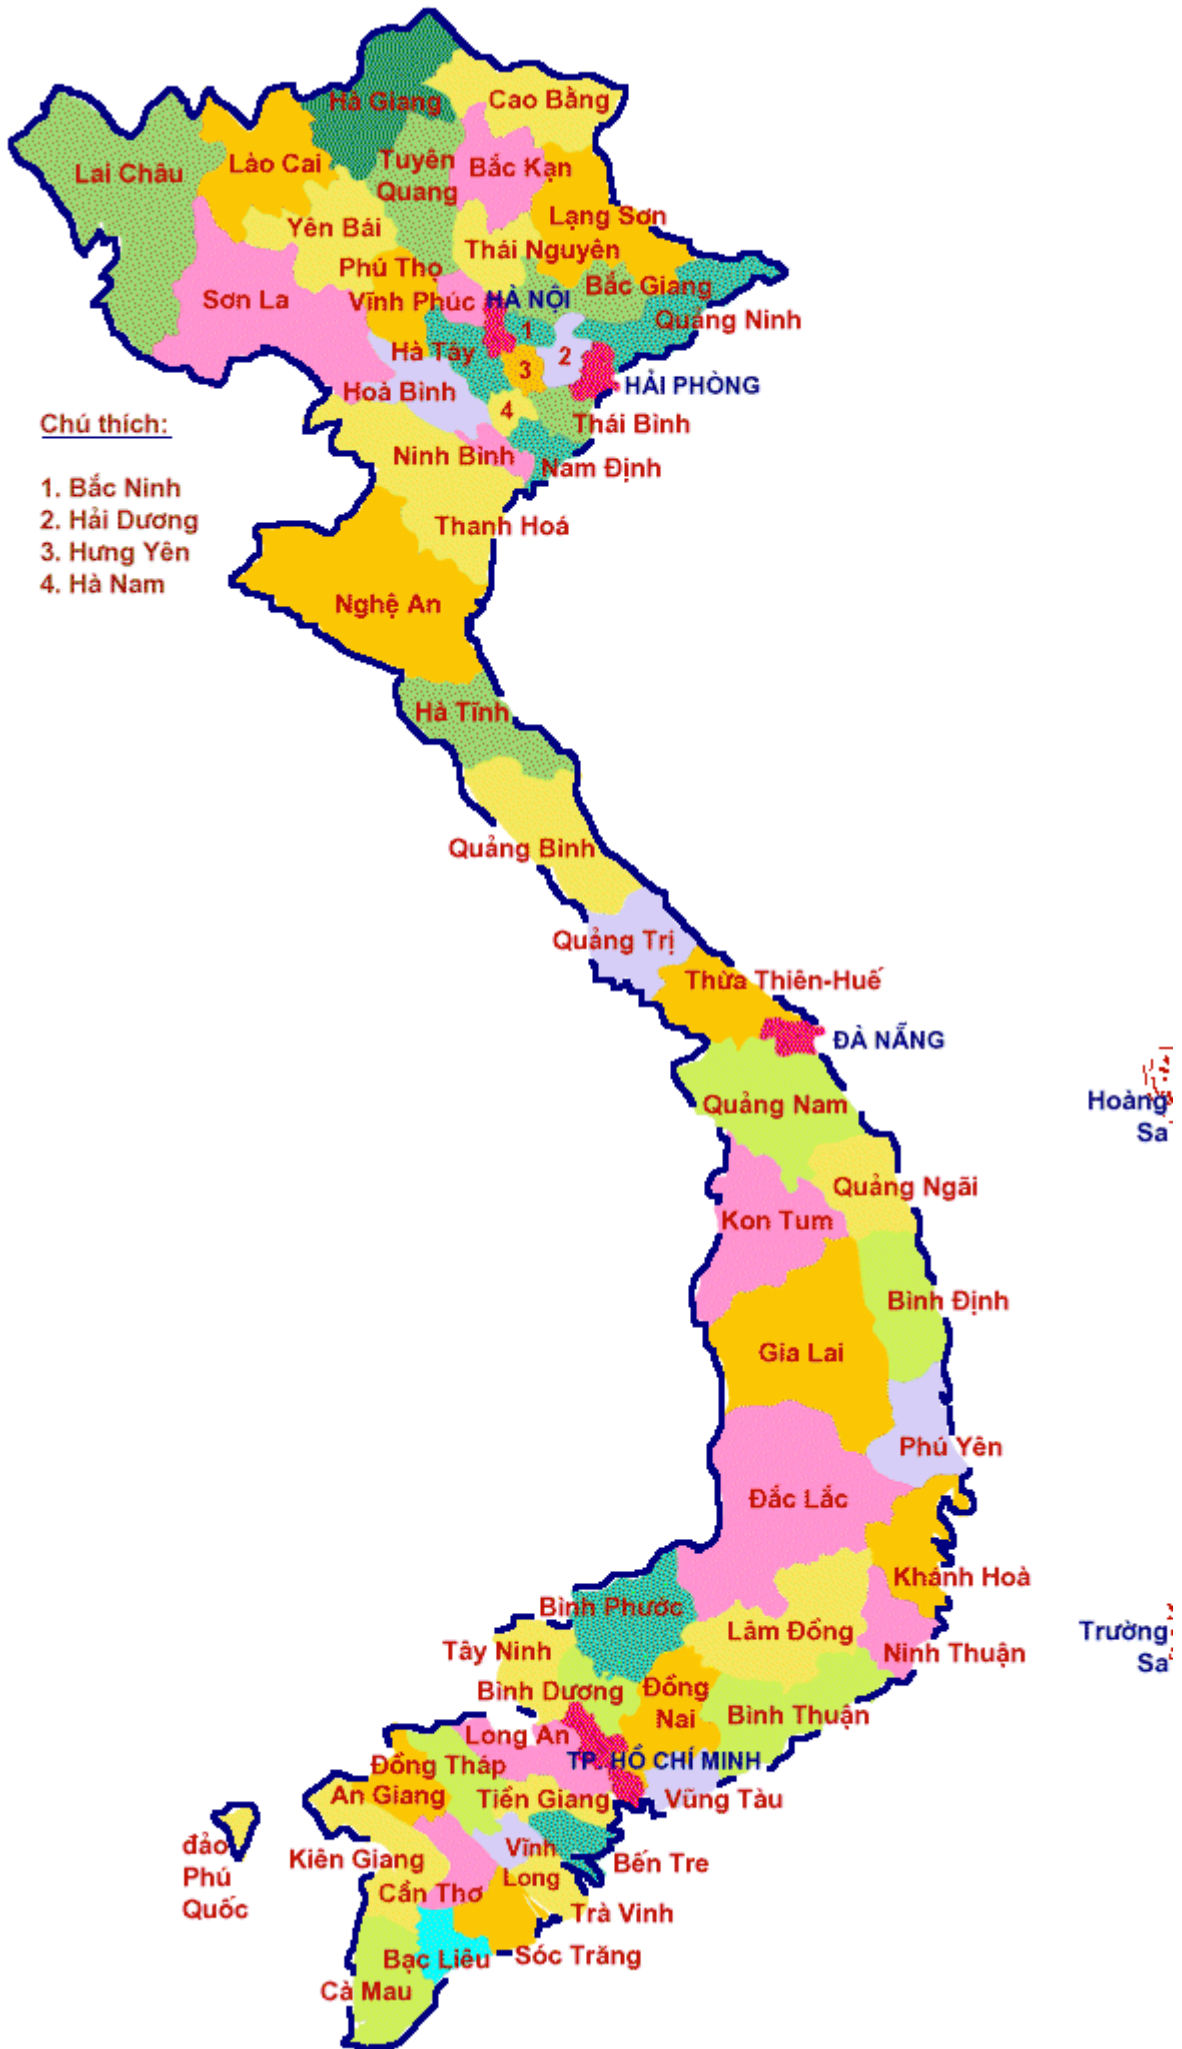 Hà Giang
Cao Bằng
Lai Châu
Lào Cai
Tuyên
Quang
Bắc Kạn
Lạng Sơn
Yên Bái
Thái Nguyên
Phú Thọ
Bắc Giang
Sơn La
Vĩnh Phúc
HÀ NỘI
Quảng Ninh
1
2
3
4
Hà Tây
HẢI PHÒNG
Hoà Bình
Thái Bình
Chú thích:
Ninh Bình
Nam Định
1. Bắc Ninh
2. Hải Dương
3. Hưng Yên
4. Hà Nam
Thanh Hoá
Nghệ An
Hà Tĩnh
Quảng Bình
Quảng Trị
Thừa Thiên-Huế
ĐÀ NẴNG
Hoàng
Sa
Quảng Nam
Quảng Ngãi
Kon Tum
Bình Định
Gia Lai
Phú Yên
Đắc Lắc
Khánh Hoà
Bình Phước
Lâm Đồng
Trường
Sa
Tây Ninh
Ninh Thuận
Bình Dương
Đồng
Nai
Bình Thuận
Long An
TP. HỒ CHÍ MINH
Đồng Tháp
An Giang
Tiền Giang
Vũng Tàu
đảo
Phú
Quốc
Kiên Giang
Vĩnh
Long
Bến Tre
Cần Thơ
Trà Vinh
Bạc Liêu
Sóc Trăng
Cà Mau